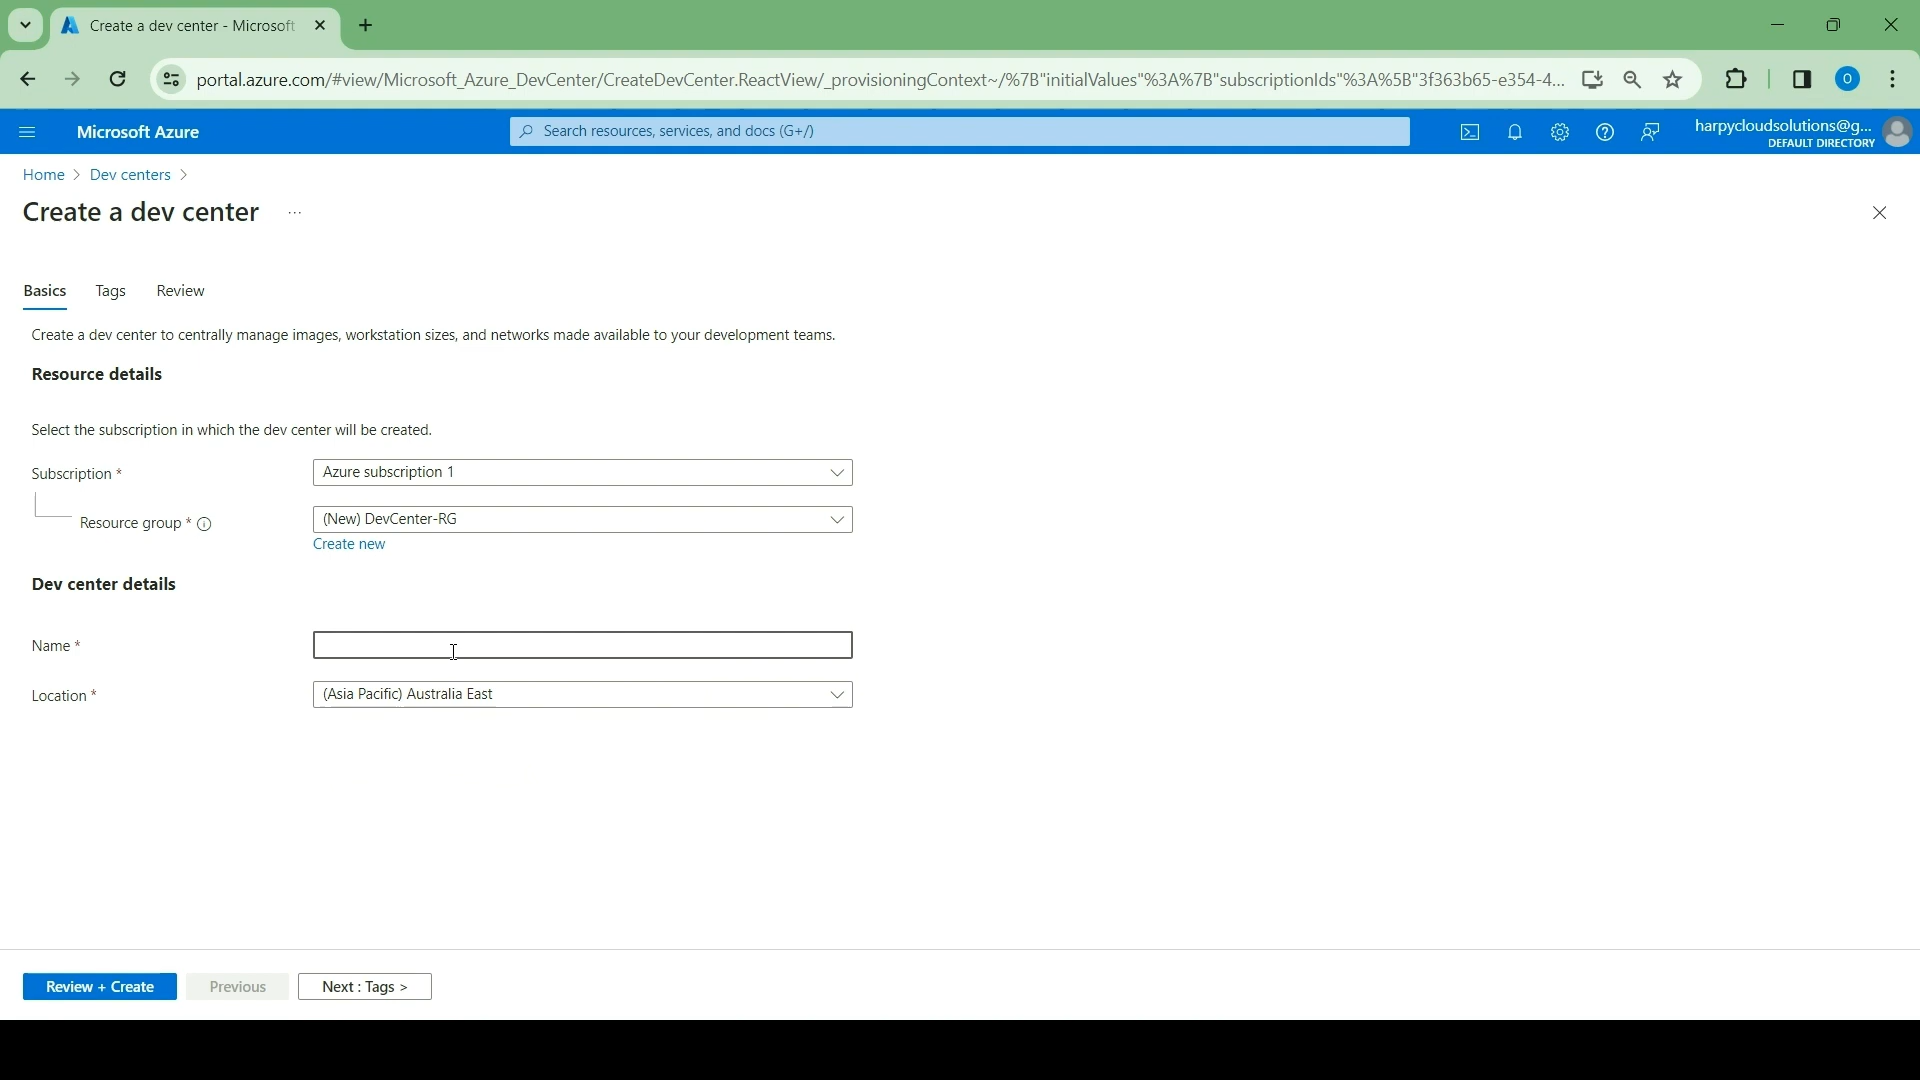 Create a dev center - Microsoft
portal.azure.com/#view/Microsoft_Azure_DevCenter/CreateDevCenter.ReactView/_provisioningContext~/%7B"initialValues"%3A%7B"subscriptionIds"%3A%5B"3f363b65-e354-4...
O
Microsoft Azure
Search resources, services, and docs (G+/)
harpycloudsolutions@g...
DEFAULT DIRECTORY
Home > Dev centers >
Create a dev center ...
Basics Tags Review
Create a dev center to centrally manage images, workstation sizes, and networks made available to your development teams.
Resource details
Select the subscription in which the dev center will be created.
Subscription * Azure subscription 1
Resource group * (New) DevCenter-RG
Create new
Dev center details
Name *
Location * (Asia Pacific) Australia East
Review + Create Previous Next : Tags >